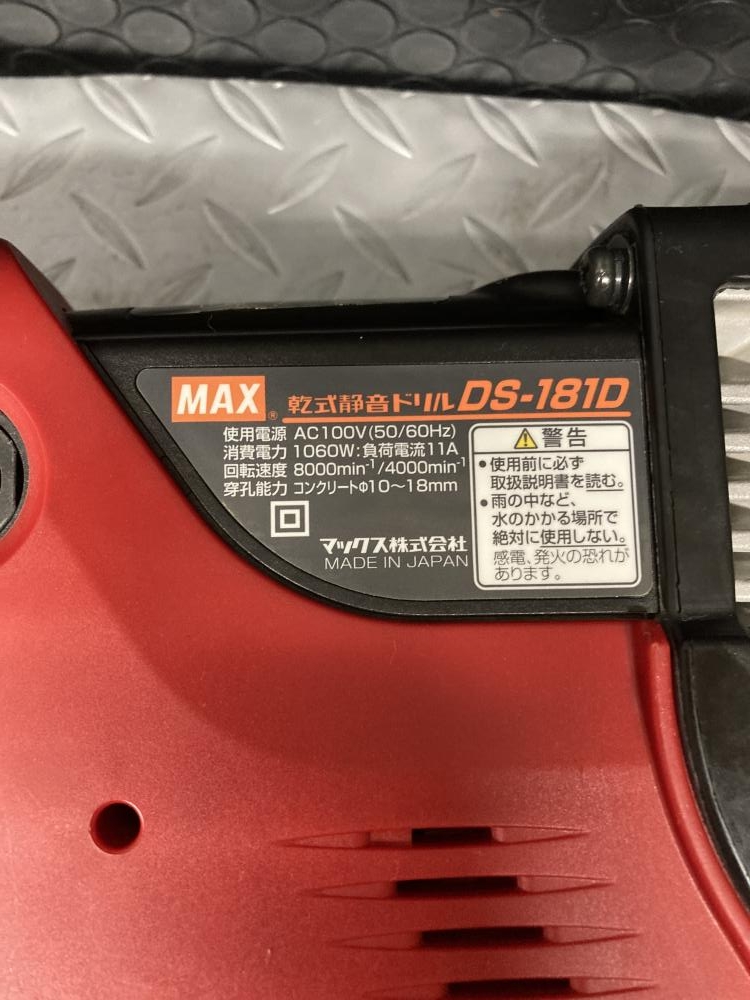 MAX® 乾式静音ドリル DS-181D
使用電源 AC100V(50/60Hz)
消費電力 1060W:負荷電流11A
回転速度 8000min⁻¹/4000min⁻¹
穿孔能力 コンクリートφ10〜18mm
マックス株式会社
MADE IN JAPAN
警告
•使用前に必ず
取扱説明書を読む。
•雨の中など、
水のかかる場所で
絶対に使用しない。
感電、発火の恐れが
あります。